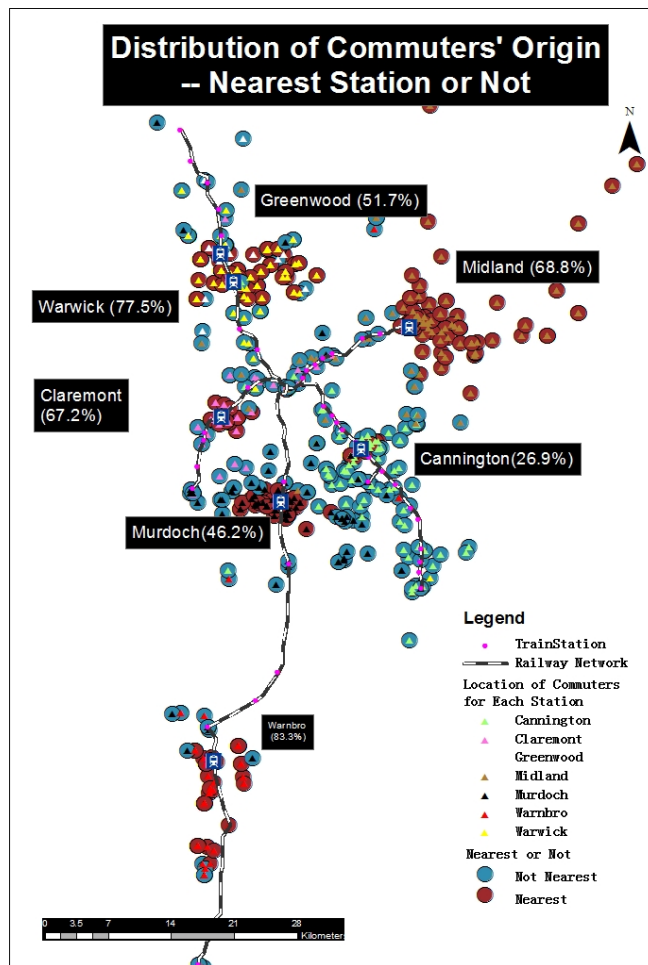 Distribution of Commuters' Origin
-- Nearest Station or Not
N
Greenwood (51.7%)
Midland (68.8%)
Warwick (77.5%)
Claremont
(67.2%)
Cannington(26.9%)
Murdoch(46.2%)
Warnbro
(83.3%)
Legend
TrainStation
Railway Network
Location of Commuters
for Each Station
Cannington
Claremont
Greenwood
Midland
Murdoch
Warnbro
Warwick
Nearest or Not
Not Nearest
Nearest
0 3.5 7 14 21 28
Kilometers